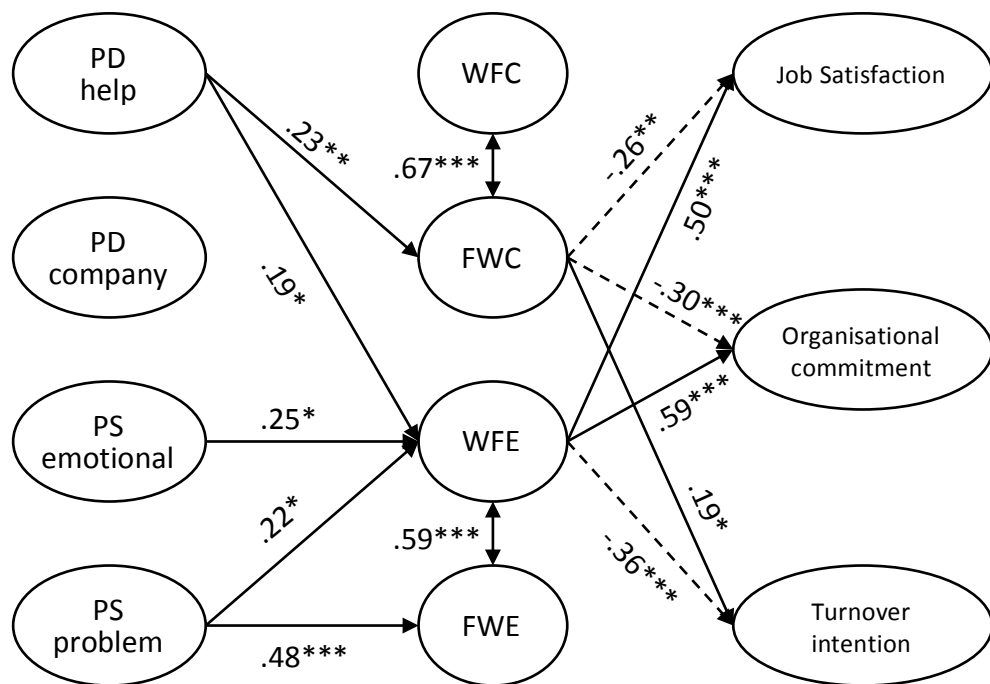 PD
help
WFC
Job Satisfaction
.23**
.67***
-.26**
.50***
PD
company
FWC
.19*
-.30***
Organisational
commitment
PS
emotional
.25*
WFE
.59***
.22*
.59***
.19*
-.36***
PS
problem
.48***
FWE
Turnover
intention